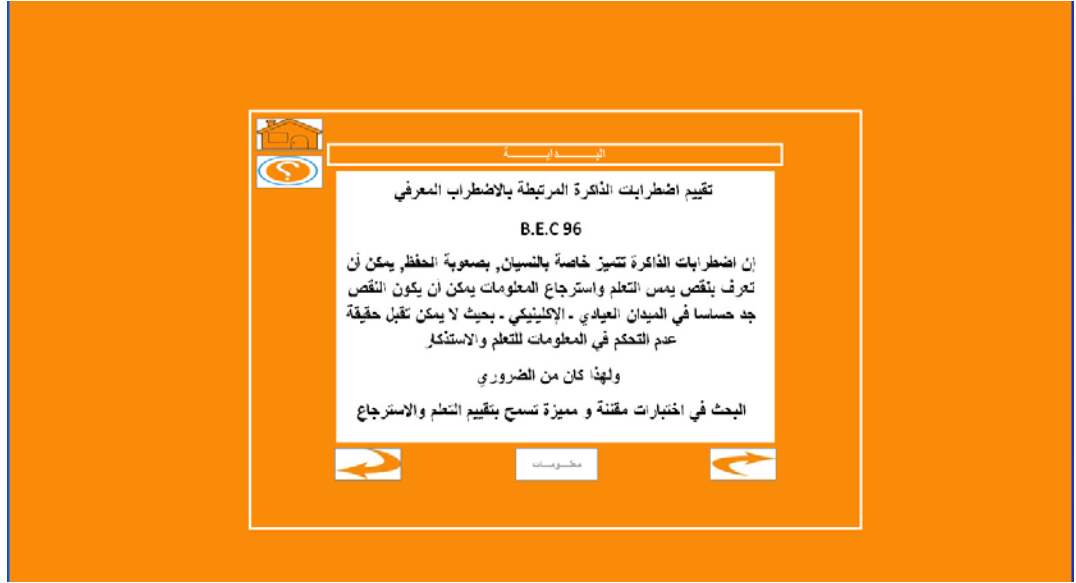 البـــــدايـــــــة
تقييم اضطرابات الذاكرة المرتبطة بالاضطراب المعرفي
B.E.C 96
إن اضطرابات الذاكرة تتميز خاصة بالنسيان, بصعوبة الحفظ, يمكن أن
تعرف بنقص يمس التعلم واسترجاع المعلومات يمكن أن يكون النقص
جد حساسا في الميدان العيادي ـ الإكلينيكي ـ بحيث لا يمكن تقبل حقيقة
عدم التحكم في المعلومات للتعلم والاستذكار
ولهذا كان من الضروري
البحث في اختبارات مقننة و مميزة تسمح بتقييم التعلم والاسترجاع
معلـــومـــات